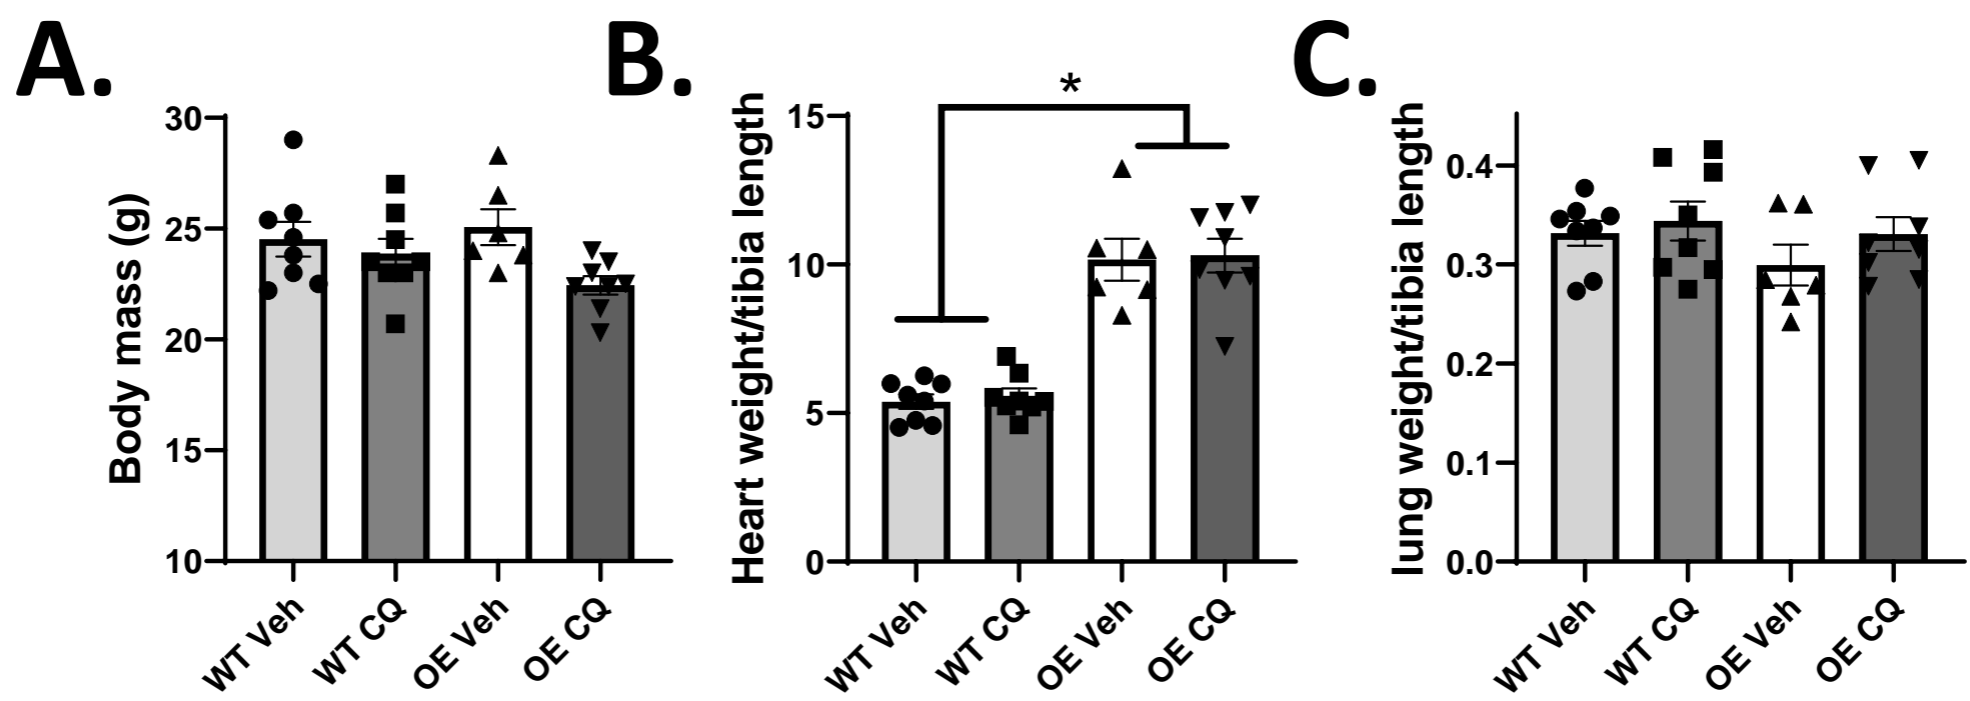 A.
Body mass (g)
30
25
20
15
10
WT Veh
WT CQ
OE Veh
OE CQ
B.
Heart weight/tibia length
15
10
5
0
*
WT Veh
WT CQ
OE Veh
OE CQ
C.
lung weight/tibia length
0.4
0.3
0.2
0.1
0.0
WT Veh
WT CQ
OE Veh
OE CQ